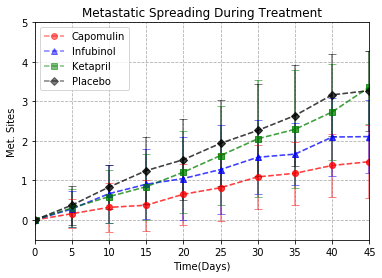 Metastatic Spreading During Treatment
5
4
3
2
1
0
Met. Sites
Capomulin
Infubinol
Ketapril
Placebo
0 5 10 15 20 25 30 35 40 45
Time(Days)